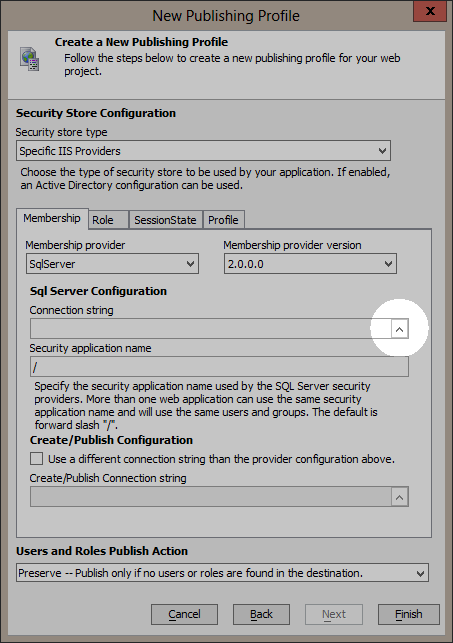 New Publishing Profile
x
Create a New Publishing Profile
Follow the steps below to create a new publishing profile for your web
project.
Security Store Configuration
Security store type
Specific IIS Providers
Choose the type of security store to be used by your application. If enabled,
an Active Directory configuration can be used.
Membership Role SessionState Profile
Membership provider Membership provider version
SqlServer 2.0.0.0
Sql Server Configuration
Connection string
Security application name
/
Specify the security application name used by the SQL Server security
providers. More than one web application can use the same security
application name and will use the same users and groups. The default is
forward slash "/".
Create/Publish Configuration
Use a different connection string than the provider configuration above.
Create/Publish Connection string
Users and Roles Publish Action
Preserve -- Publish only if no users or roles are found in the destination.
Cancel Back Next Finish